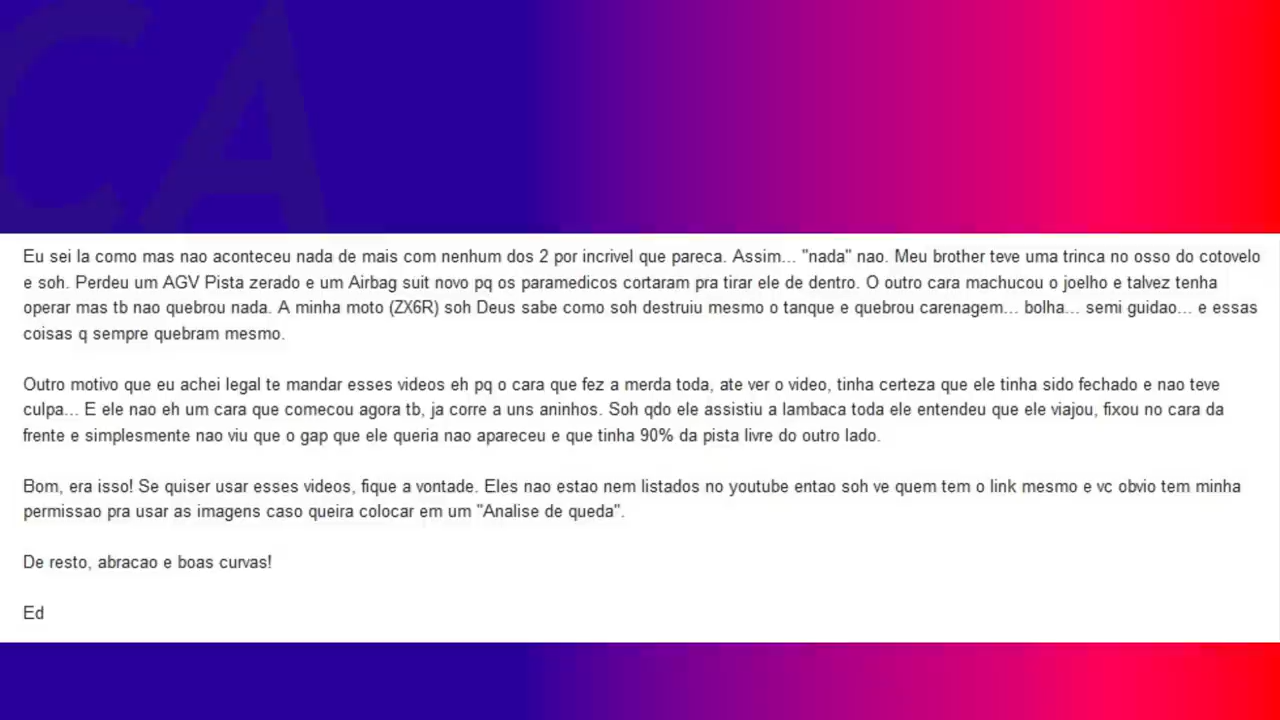 CA
Eu sei la como mas nao aconteceu nada de mais com nenhum dos 2 por incrivel que pareca. Assim... "nada" nao. Meu brother teve uma trinca no osso do cotovelo
e soh. Perdeu um AGV Pista zerado e um Airbag suit novo pq os paramedicos cortaram pra tirar ele de dentro. O outro cara machucou o joelho e talvez tenha
operar mas tb nao quebrou nada. A minha moto (ZX6R) soh Deus sabe como soh destruiu mesmo o tanque e quebrou carenagem... bolha... semi guidao... e essas
coisas q sempre quebram mesmo.
Outro motivo que eu achei legal te mandar esses videos eh pq o cara que fez a merda toda, ate ver o video, tinha certeza que ele tinha sido fechado e nao teve
culpa... E ele nao eh um cara que comecou agora tb, ja corre a uns aninhos. Soh qdo ele assistiu a lambaca toda ele entendeu que ele viajou, fixou no cara da
frente e simplesmente nao viu que o gap que ele queria nao apareceu e que tinha 90% da pista livre do outro lado.
Bom, era isso! Se quiser usar esses videos, fique a vontade. Eles nao estao nem listados no youtube entao soh ve quem tem o link mesmo e vc obvio tem minha
permissao pra usar as imagens caso queira colocar em um "Analise de queda".
De resto, abracao e boas curvas!
Ed